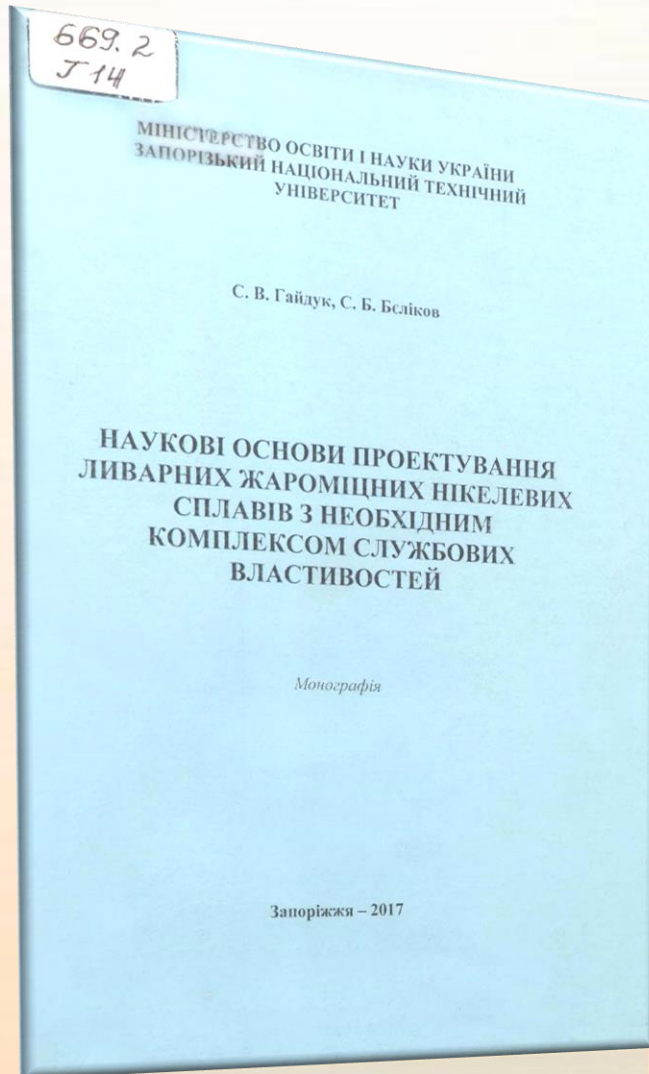 669.2
Г 14
МІНІСТЕРСТВО ОСВІТИ І НАУКИ УКРАЇНИ
ЗАПОРІЗЬКИЙ НАЦІОНАЛЬНИЙ ТЕХНІЧНИЙ
УНІВЕРСИТЕТ
С. В. Гайдук, С. Б. Бєліков
НАУКОВІ ОСНОВИ ПРОЕКТУВАННЯ
ЛИВАРНИХ ЖАРОМІЦНИХ НІКЕЛЕВИХ
СПЛАВІВ З НЕОБХІДНИМ
КОМПЛЕКСОМ СЛУЖБОВИХ
ВЛАСТИВОСТЕЙ
Монографія
Запоріжжя – 2017